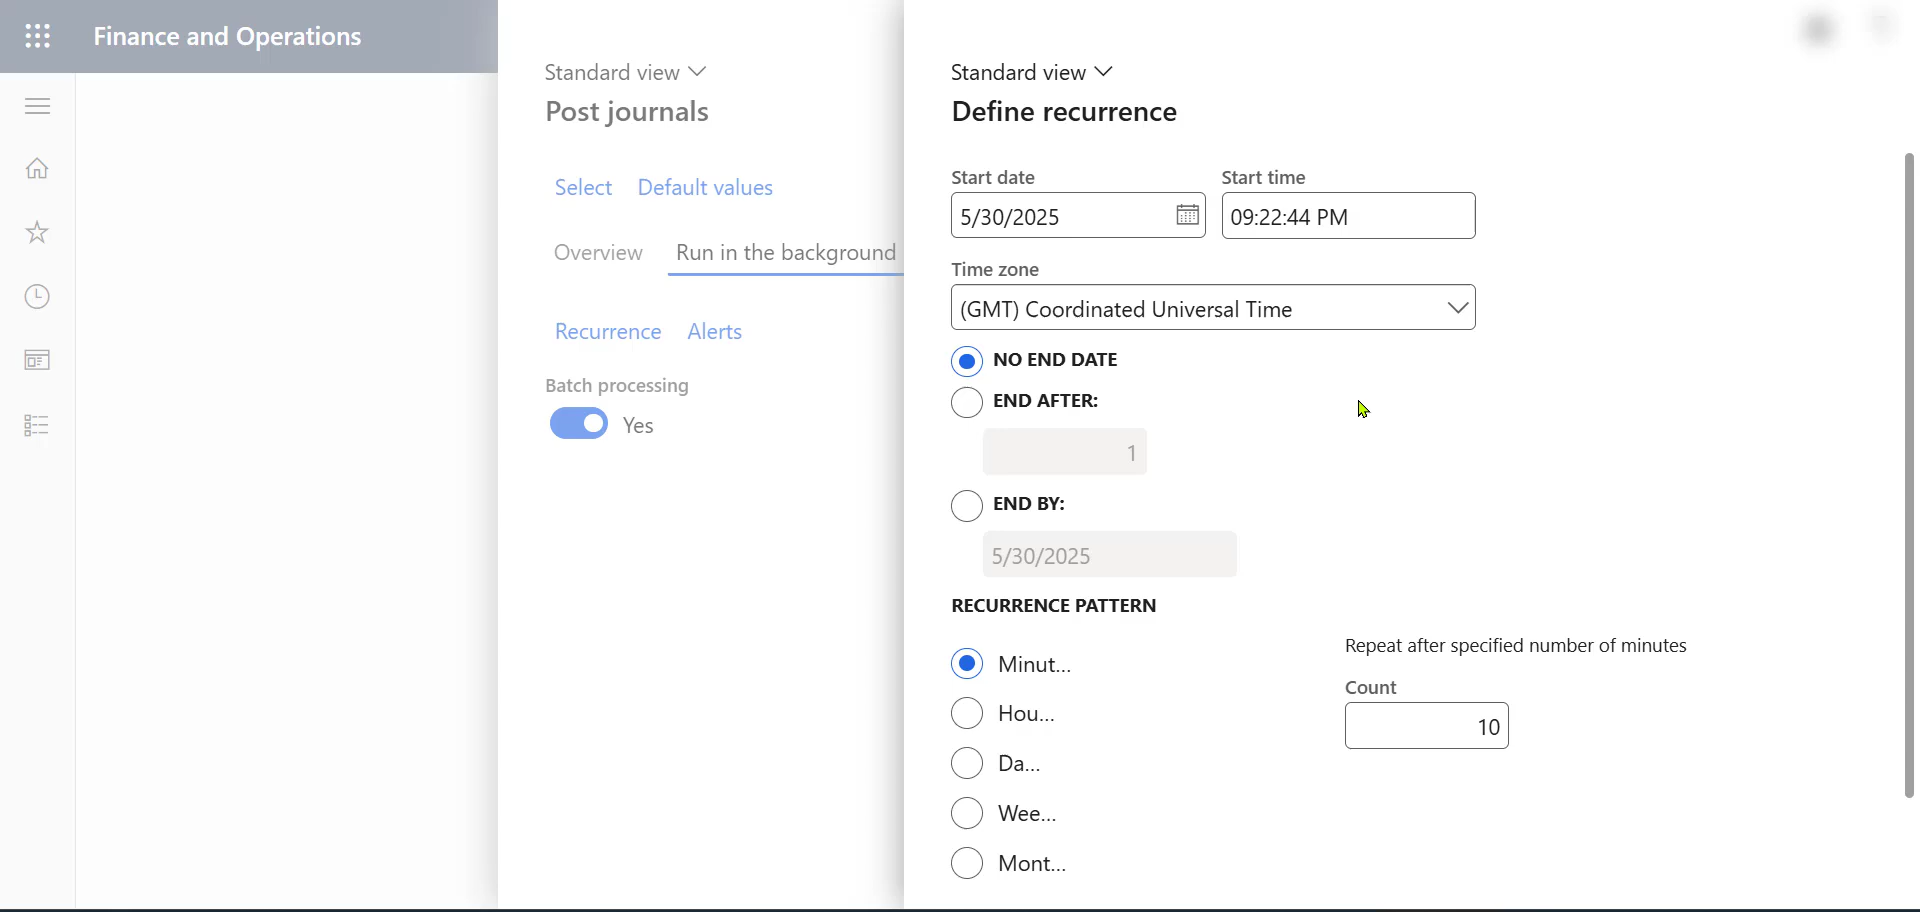 Finance and Operations
Standard view
Post journals
Select Default values
Overview Run in the background
Recurrence Alerts
Batch processing
Yes
Standard view
Define recurrence
Start date Start time
5/30/2025 09:22:44 PM
Time zone
(GMT) Coordinated Universal Time
NO END DATE
END AFTER:
1
END BY:
5/30/2025
RECURRENCE PATTERN
Minut...
Hou...
Da...
Wee...
Mont...
Repeat after specified number of minutes
Count
10